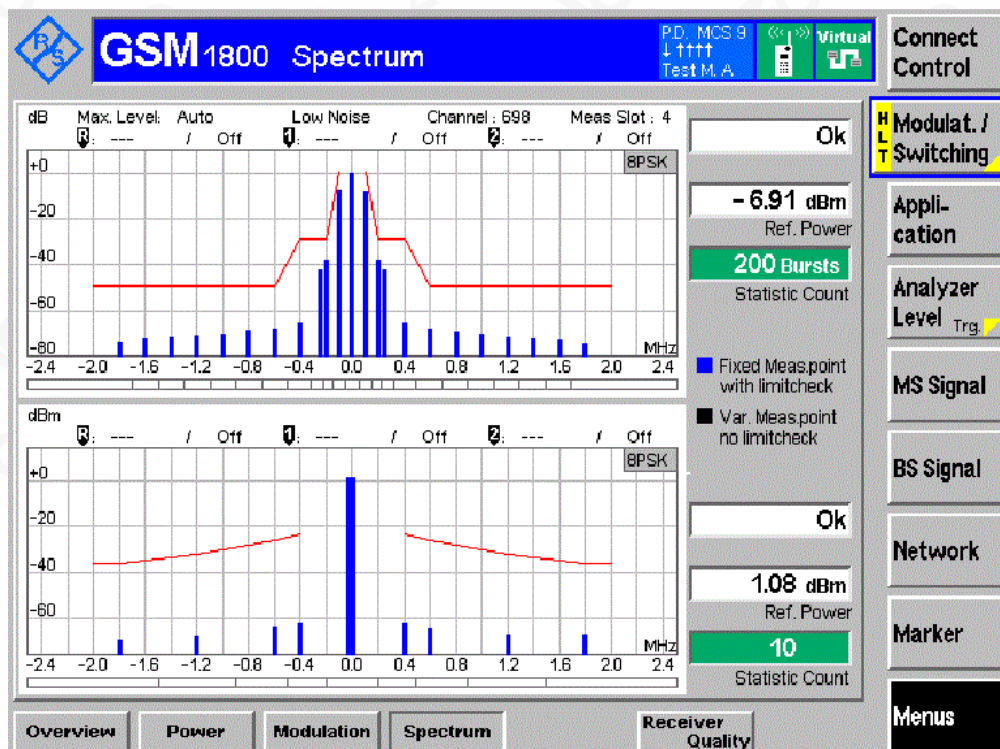 R/S
GSM 1800 Spectrum
P.D. MCS 9
↓ ↑↑↑↑
Test M. A.
Virtual
Connect Control
dB Max. Level: Auto Low Noise Channel : 698 Meas Slot : 4
R: --- / Off 1: --- / Off 2: --- / Off
8PSK
+0
-20
-40
-60
-80
MHz
-2.4 -2.0 -1.6 -1.2 -0.8 -0.4 0.0 0.4 0.8 1.2 1.6 2.0 2.4
Ok
- 6.91 dBm
Ref. Power
200 Bursts
Statistic Count
Fixed Meas.point
with limitcheck
Var. Meas.point
no limitcheck
dBm
R: --- / Off 1: --- / Off 2: --- / Off
8PSK
+0
-20
-40
-60
MHz
-2.4 -2.0 -1.6 -1.2 -0.8 -0.4 0.0 0.4 0.8 1.2 1.6 2.0 2.4
Ok
1.08 dBm
Ref. Power
10
Statistic Count
HLT
Modulat. /
Switching
Appli-
cation
Analyzer
Level Trg.
MS Signal
BS Signal
Network
Marker
Menus
Overview Power Modulation Spectrum Receiver
Quality